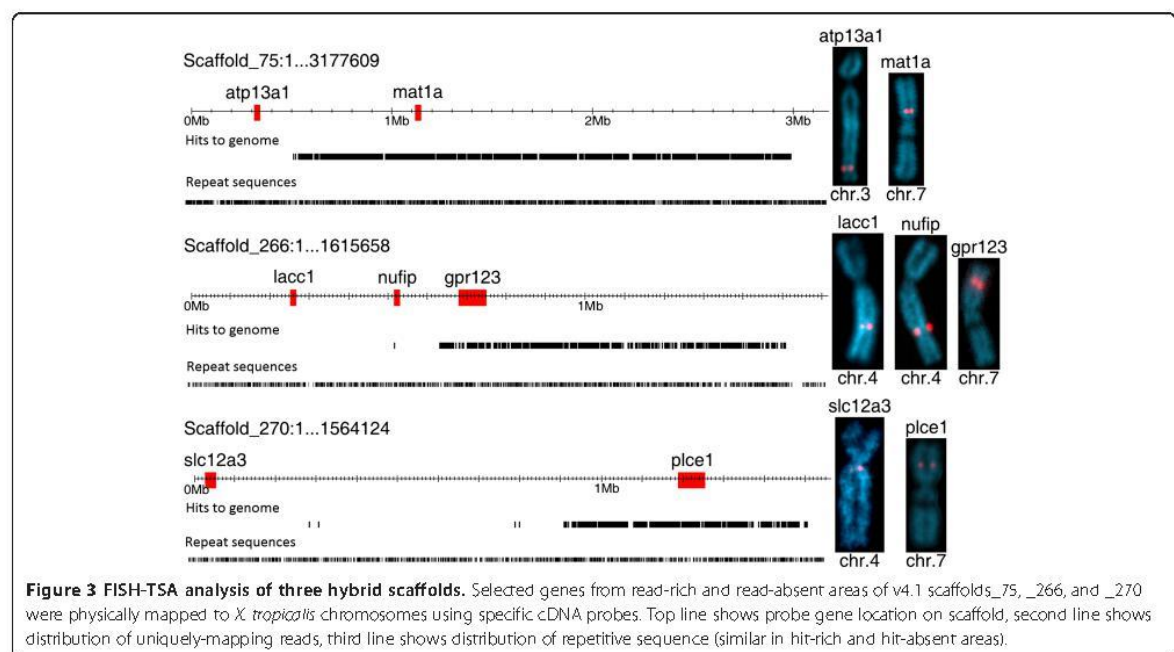 Scaffold_75:1...3177609
atp13a1 mat1a
0Mb 1Mb 2Mb 3Mb
Hits to genome
Repeat sequences
atp13a1
mat1a
chr.3 chr.7
Scaffold_266:1...1615658
lacc1 nufip gpr123
0Mb 1Mb
Hits to genome
Repeat sequences
lacc1 nufip
gpr123
chr.4 chr.4 chr.7
Scaffold_270:1...1564124
slc12a3 plce1
0Mb 1Mb
Hits to genome
Repeat sequences
slc12a3
plce1
chr.4 chr.7
Figure 3 FISH-TSA analysis of three hybrid scaffolds. Selected genes from read-rich and read-absent areas of v4.1 scaffolds_75, _266, and _270
were physically mapped to X. tropicalis chromosomes using specific cDNA probes. Top line shows probe gene location on scaffold, second line shows
distribution of uniquely-mapping reads, third line shows distribution of repetitive sequence (similar in hit-rich and hit-absent areas).